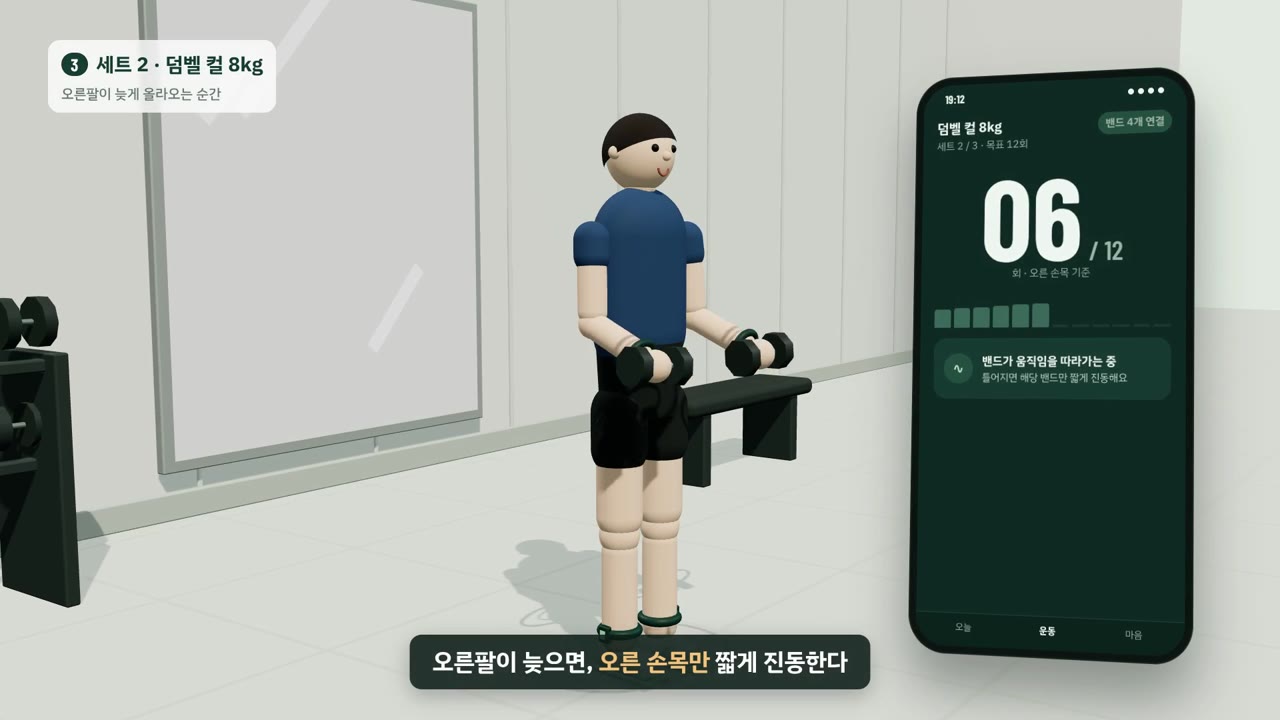 3 세트 2 · 덤벨 컬 8kg
오른팔이 늦게 올라오는 순간
19:12
덤벨 컬 8kg
밴드 4개 연결
세트 2 / 3 · 목표 12회
06 / 12
회 · 오른 손목 기준
밴드가 움직임을 따라가는 중
틀어지면 해당 밴드만 짧게 진동해요
오늘 운동 마음
오른팔이 늦으면, 오른 손목만 짧게 진동한다